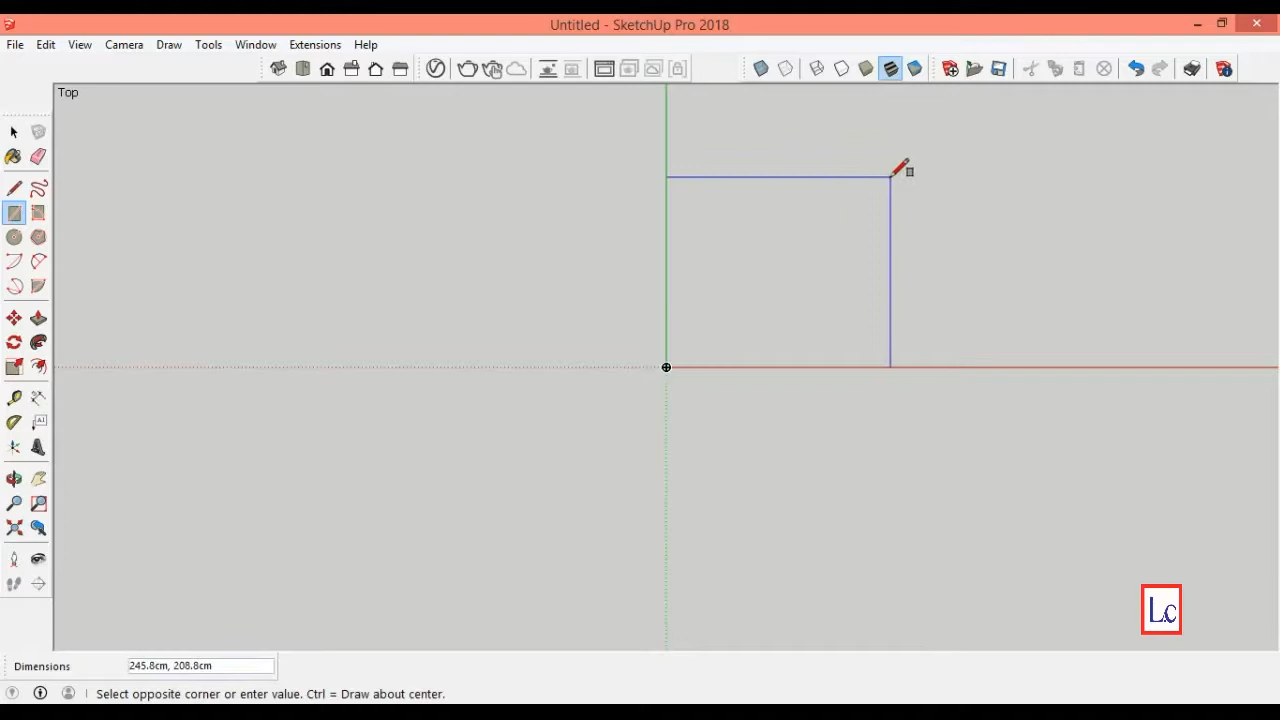 Untitled - SketchUp Pro 2018
File Edit View Camera Draw Tools Window Extensions Help
Top
A1
Lc
Dimensions 245.8cm, 208.8cm
Select opposite corner or enter value. Ctrl = Draw about center.